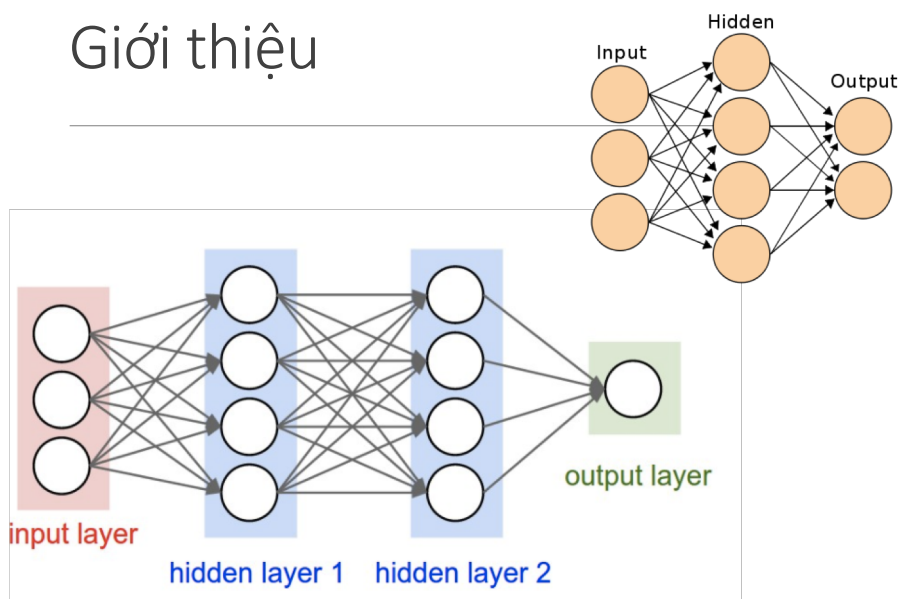 Giới thiệu
Hidden
Input
Output
output layer
input layer
hidden layer 1
hidden layer 2